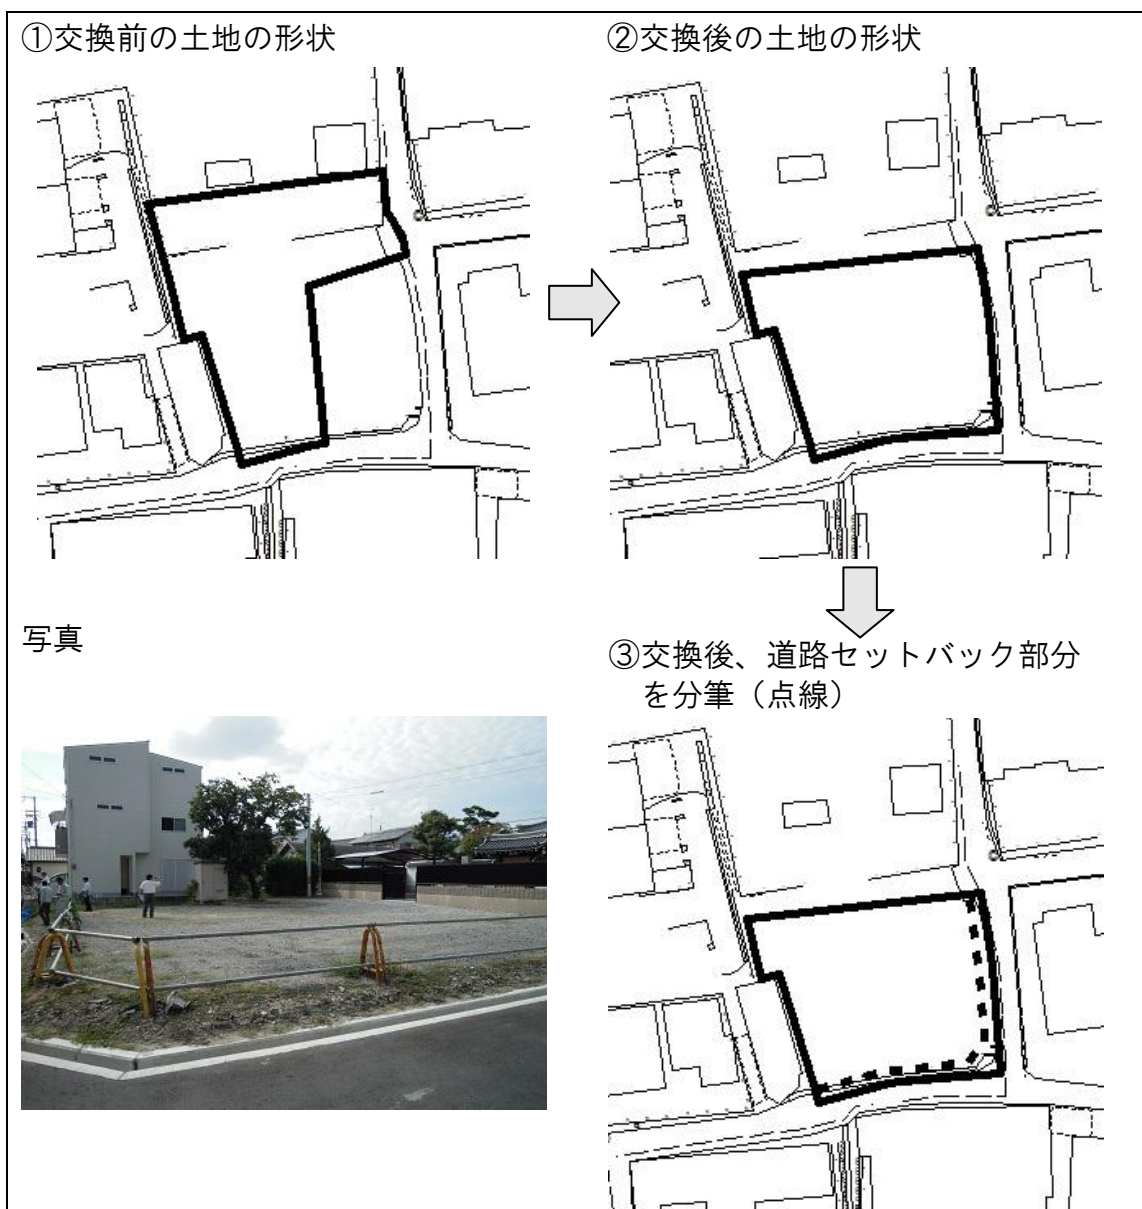 ①交換前の土地の形状
②交換後の土地の形状
写真
③交換後、道路セットバック部分
を分筆（点線）